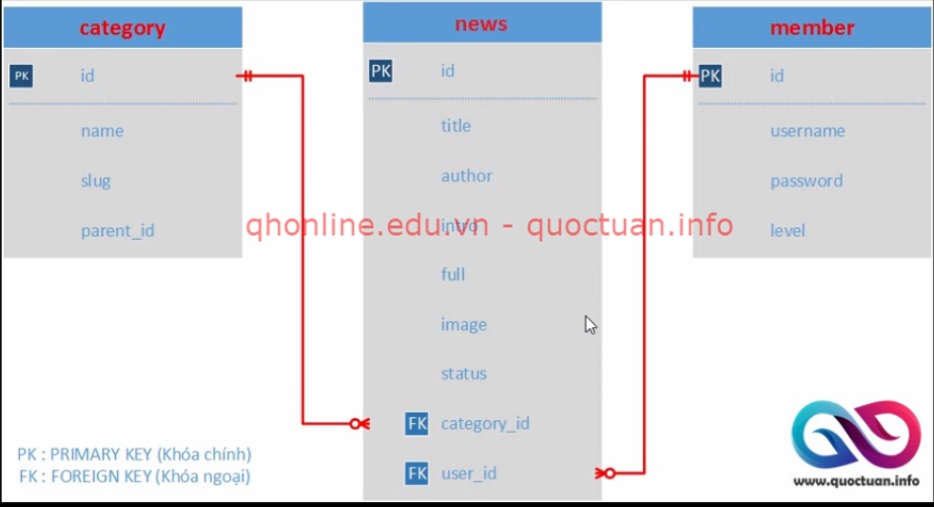 category
PK id
name
slug
parent_id
news
PK id
title
author
intro
full
image
status
FK category_id
FK user_id
member
PK id
username
password
level
qhonline.edu.vn - quoctuan.info
PK : PRIMARY KEY (Khóa chính)
FK : FOREIGN KEY (Khóa ngoại)
www.quoctuan.info